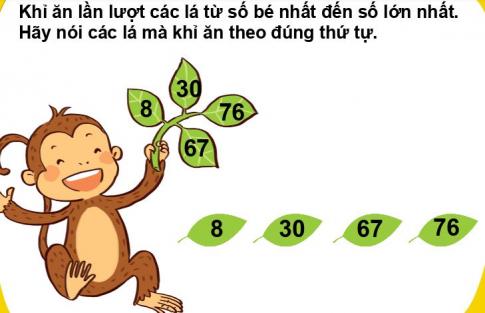 Khỉ ăn lần lượt các lá từ số bé nhất đến số lớn nhất.
Hãy nói các lá mà khỉ ăn theo đúng thứ tự.
30
8
76
67
8 30 67 76